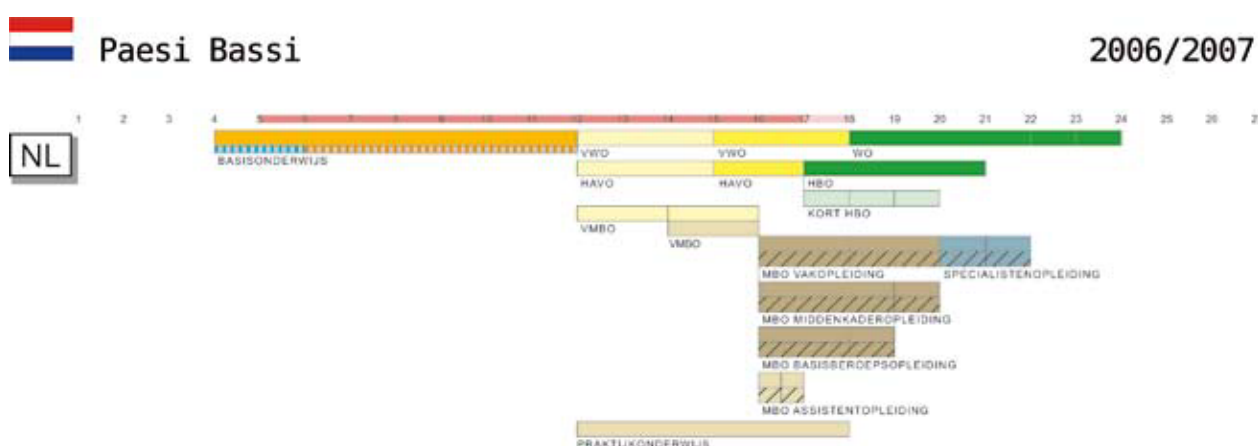 Paesi Bassi 2006/2007
1 2 3 4 5 6 7 8 9 10 11 12 13 14 15 16 17 18 19 20 21 22 23 24 25 26 2
NL
BASISONDERWIJS VWO VWO WO
HAVO HAVO HBO
KORT HBO
VMBO VMBO
MBO VAKOPLEIDING SPECIALISTENOPLEIDING
MBO MIDDENKADEROPLEIDING
MBO BASISBEROEPSOPLEIDING
MBO ASSISTENTOPLEIDING
PRAKTIJKONDERWIJS